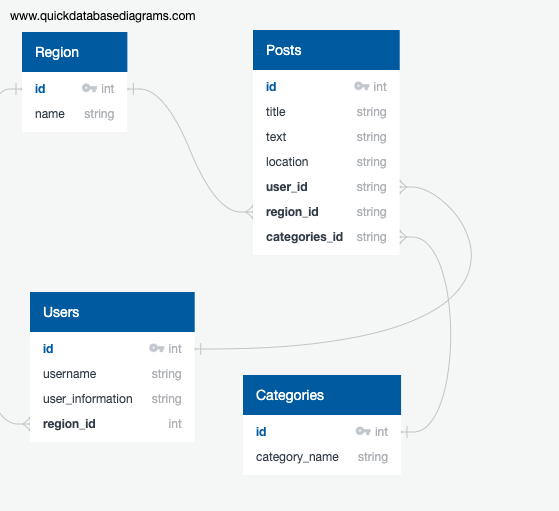 www.quickdatabasediagrams.com
Region
id int
name string
Posts
id int
title string
text string
location string
user_id string
region_id string
categories_id string
Users
id int
username string
user_information string
region_id int
Categories
id int
category_name string